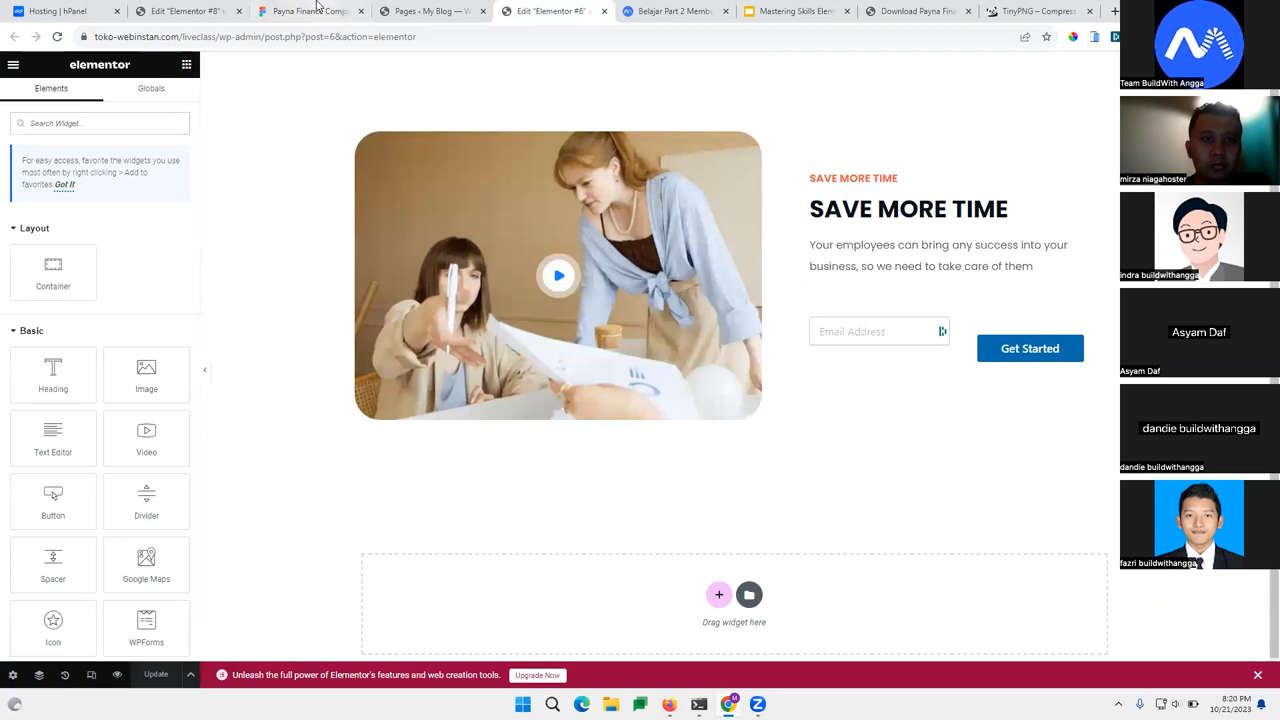 Hosting | hPanel
Edit "Elementor #8" w
Payna Finance Compa
Pages ‹ My Blog — W
Edit "Elementor #6" v
Belajar Part 2 Membu
Mastering Skills Elem
Download Payna Fina
TinyPNG – Compress
toko-webinstan.com/liveclass/wp-admin/post.php?post=6&action=elementor
elementor
Elements
Globals
Search Widget...
For easy access, favorite the widgets you use
most often by right clicking > Add to
favorites. Got It
Layout
Container
Basic
Heading
Image
Text Editor
Video
Button
Divider
Spacer
Google Maps
Icon
WPForms
Update
SAVE MORE TIME
SAVE MORE TIME
Your employees can bring any success into your
business, so we need to take care of them
Email Address
Get Started
+
Drag widget here
Unleash the full power of Elementor's features and web creation tools.
Upgrade Now
Team BuildWith Angga
mirza niagahoster
indra buildwithangga
Asyam Daf
Asyam Daf
dandie buildwithangga
dandie buildwithangga
fazri buildwithangga
8:20 PM
10/21/2023